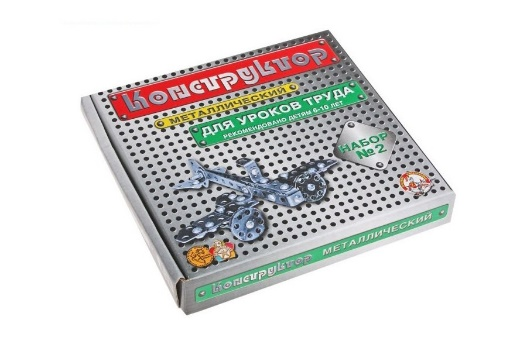 Конструктор
МЕТАЛЛИЧЕСКИЙ
ДЛЯ УРОКОВ ТРУДА
РЕКОМЕНДОВАНО ДЕТЯМ 6-10 ЛЕТ
НАБОР
№2
Конструктор МЕТАЛЛИЧЕСКИЙ